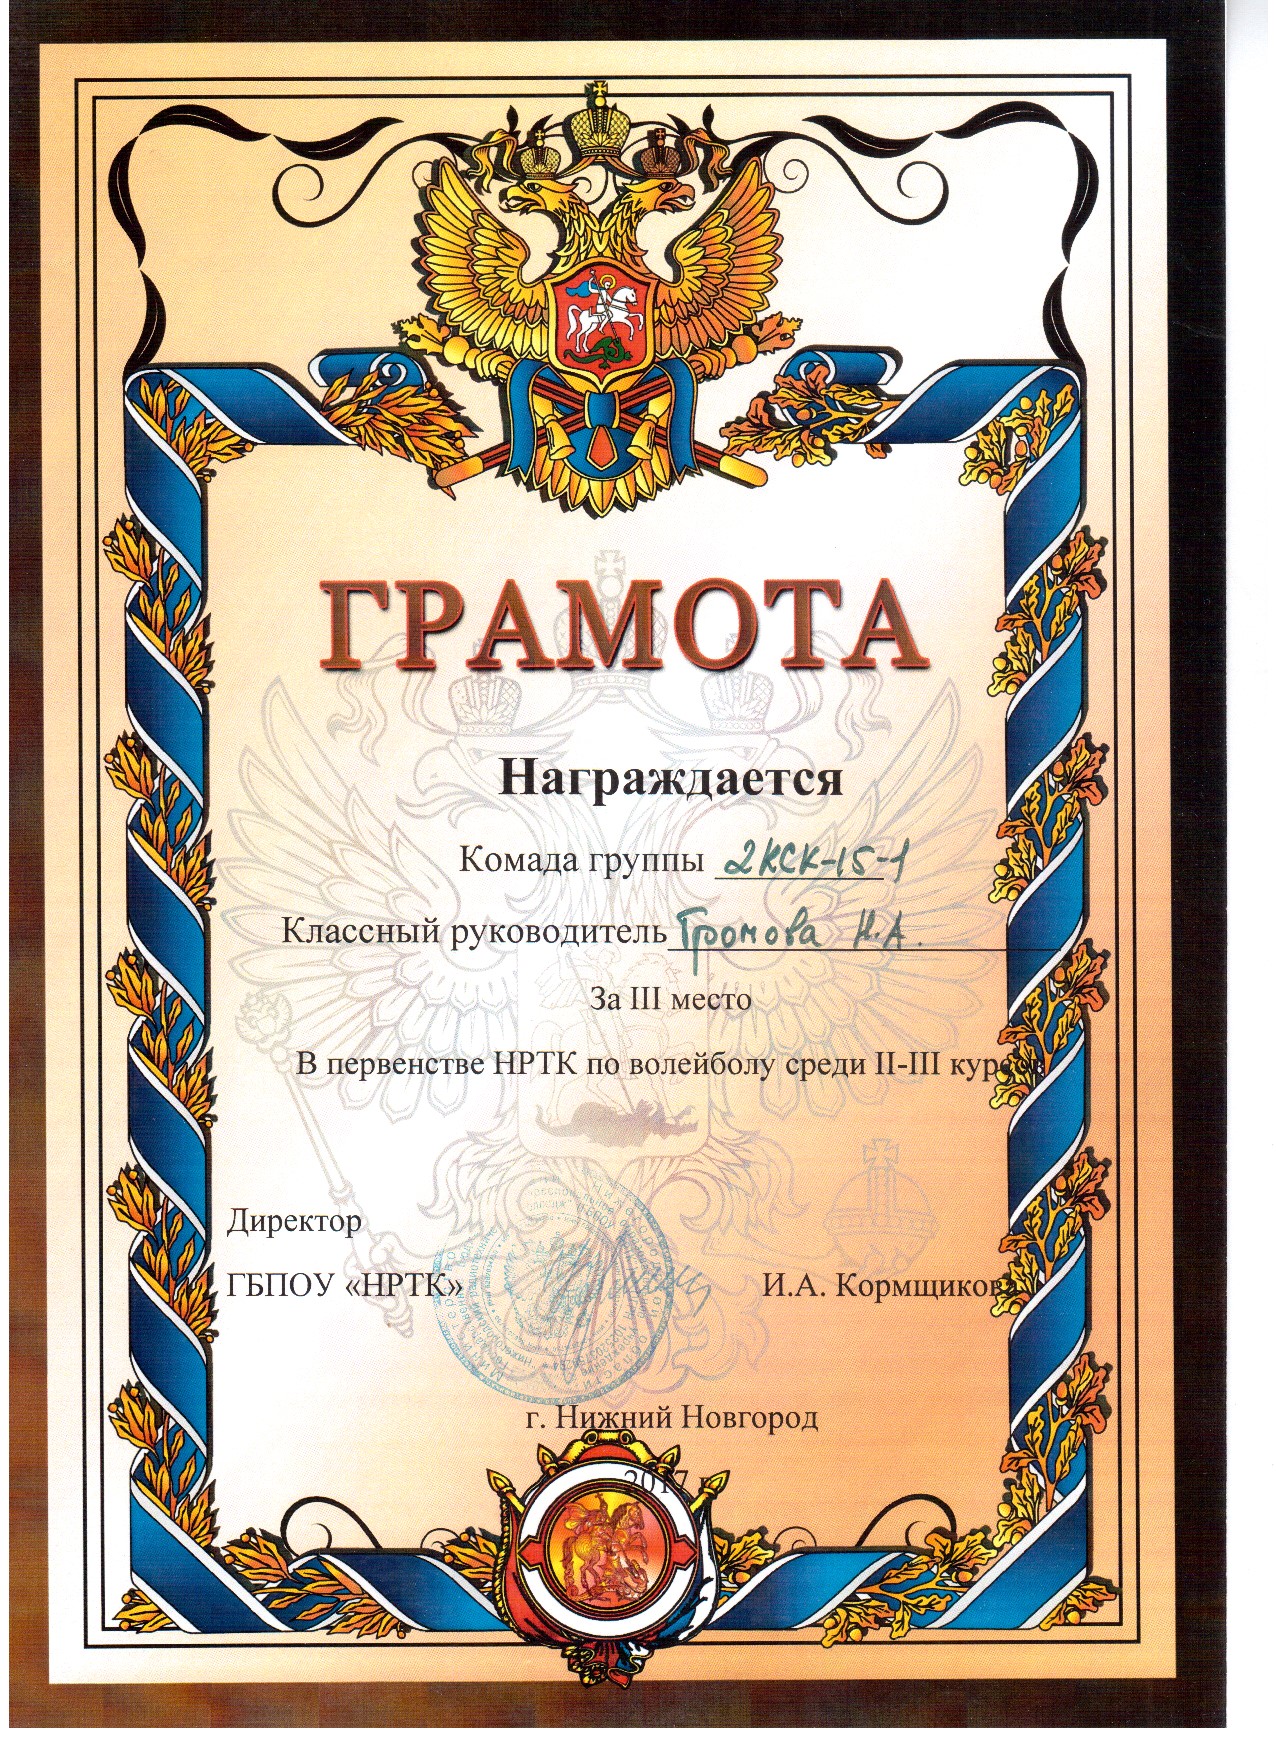 ГРАМОТА
Награждается
Комада группы 2КСК-15-1
Классный руководитель Громова Н.А.
За III место
В первенстве НРТК по волейболу среди II-III курсов
Директор
ГБПОУ «НРТК» И.А. Кормщикова
г. Нижний Новгород
2017 г.